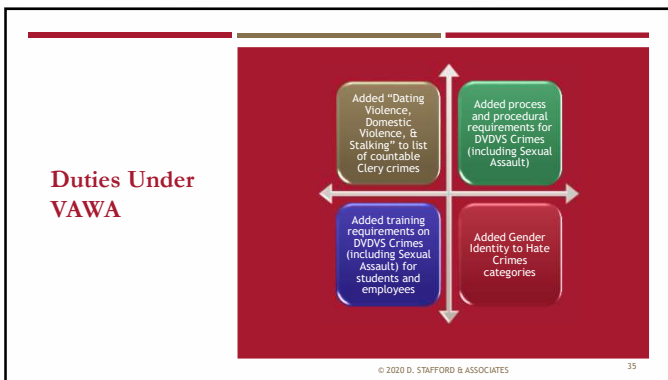 Duties Under
VAWA
Added “Dating
Violence,
Domestic
Violence, &
Stalking” to list
of countable
Clery crimes
Added process
and procedural
requirements for
DVDVS Crimes
(including Sexual
Assault)
Added training
requirements on
DVDVS Crimes
(including Sexual
Assault) for
students and
employees
Added Gender
Identity to Hate
Crimes
categories
© 2020 D. STAFFORD & ASSOCIATES
35